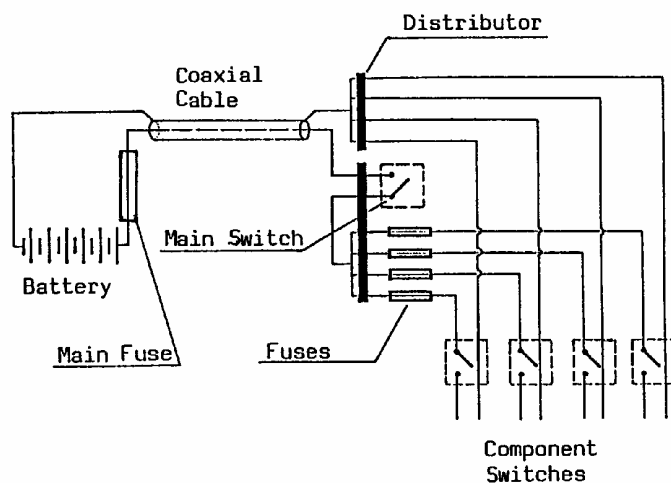 Distributor
Coaxial
Cable
Main Switch
Battery
Main Fuse
Fuses
Component
Switches